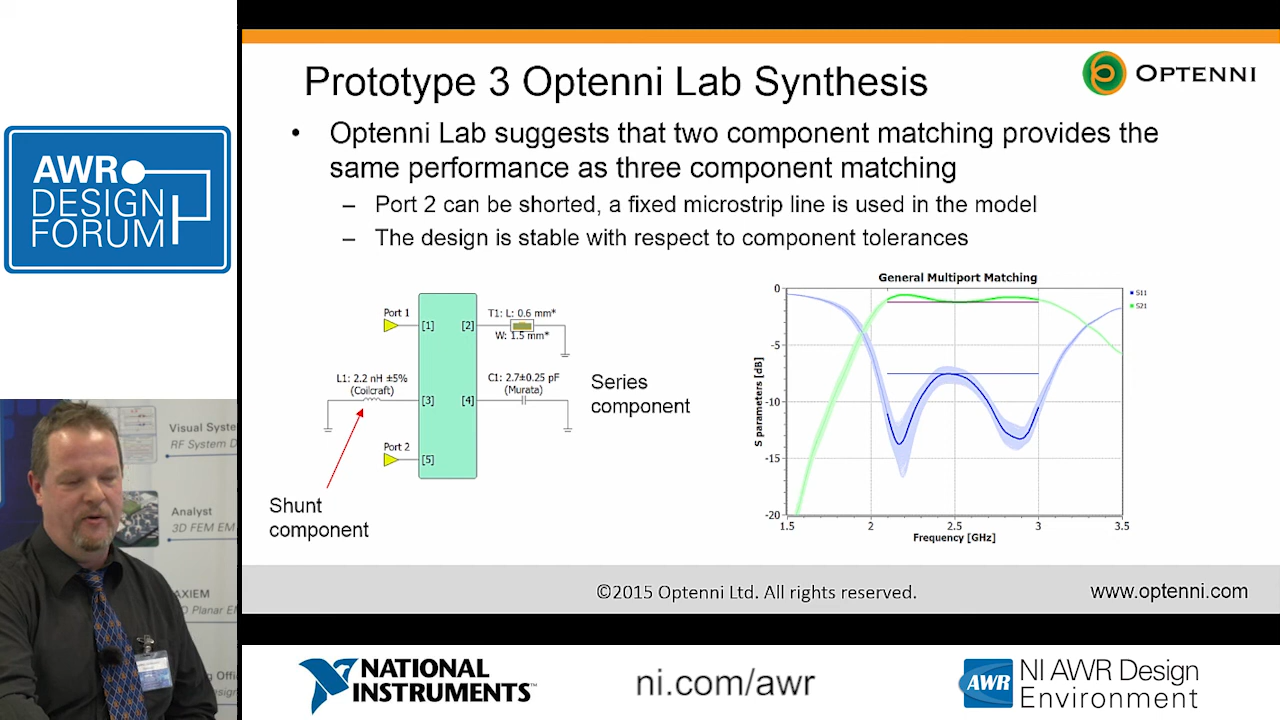 Prototype 3 Optenni Lab Synthesis
OPTENNI
• Optenni Lab suggests that two component matching provides the
same performance as three component matching
– Port 2 can be shorted, a fixed microstrip line is used in the model
– The design is stable with respect to component tolerances
AWR
DESIGN
FORUM
Port 1
[1]
[2]
T1: L: 0.6 mm*
W: 1.5 mm*
L1: 2.2 nH ±5%
(Coilcraft)
[3]
[4]
C1: 2.7±0.25 pF
(Murata)
Series
component
Port 2
[5]
Shunt
component
General Multiport Matching
S11
S21
S parameters [dB]
0
-5
-10
-15
-20
1.5
2
2.5
3
3.5
Frequency [GHz]
Visual Syste
RF System D
Analyst
3D FEM EM
AXIEM
D Planar EM
g Offi
esign
©2015 Optenni Ltd. All rights reserved.
www.optenni.com
NATIONAL
INSTRUMENTS™
ni.com/awr
AWR
NI AWR Design
Environment